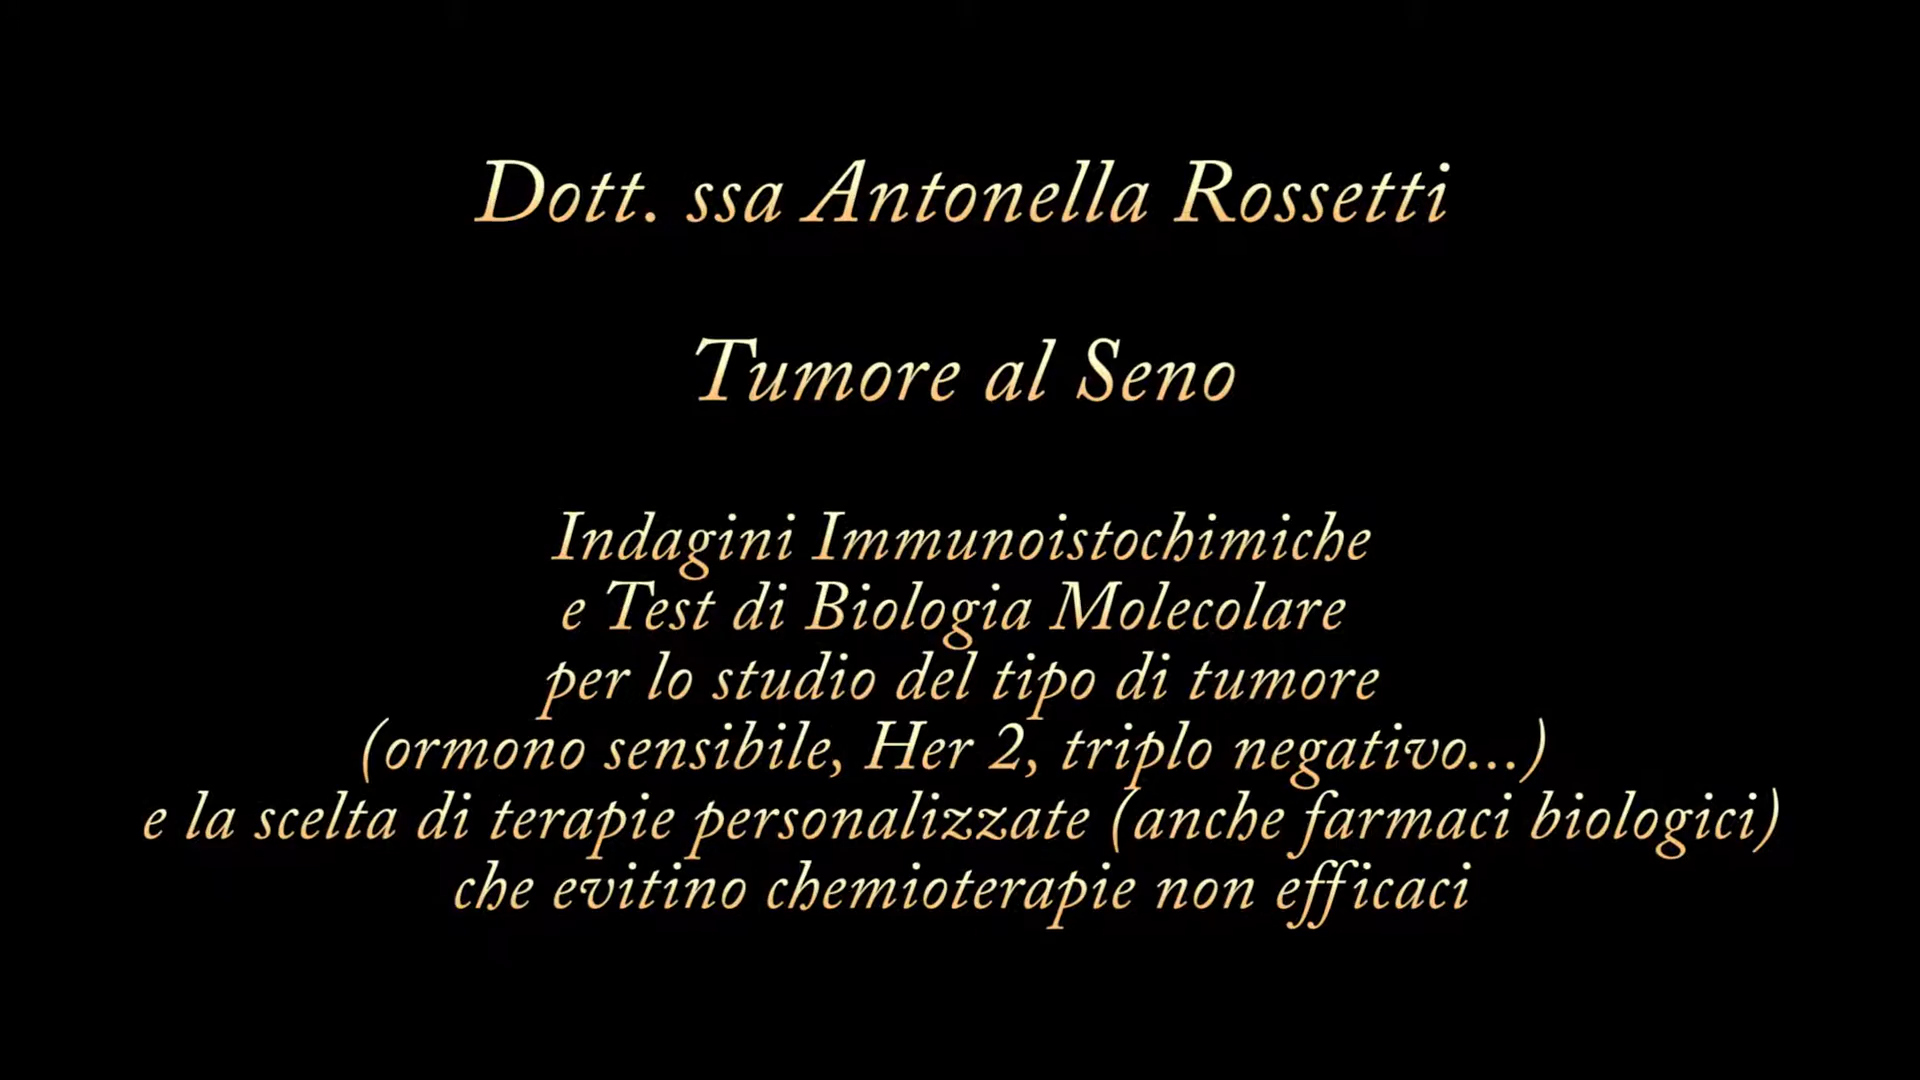 Dott. ssa Antonella Rossetti
Tumore al Seno
Indagini Immunoistochimiche
e Test di Biologia Molecolare
per lo studio del tipo di tumore
(ormono sensibile, Her 2, triplo negativo...)
e la scelta di terapie personalizzate (anche farmaci biologici)
che evitino chemioterapie non efficaci